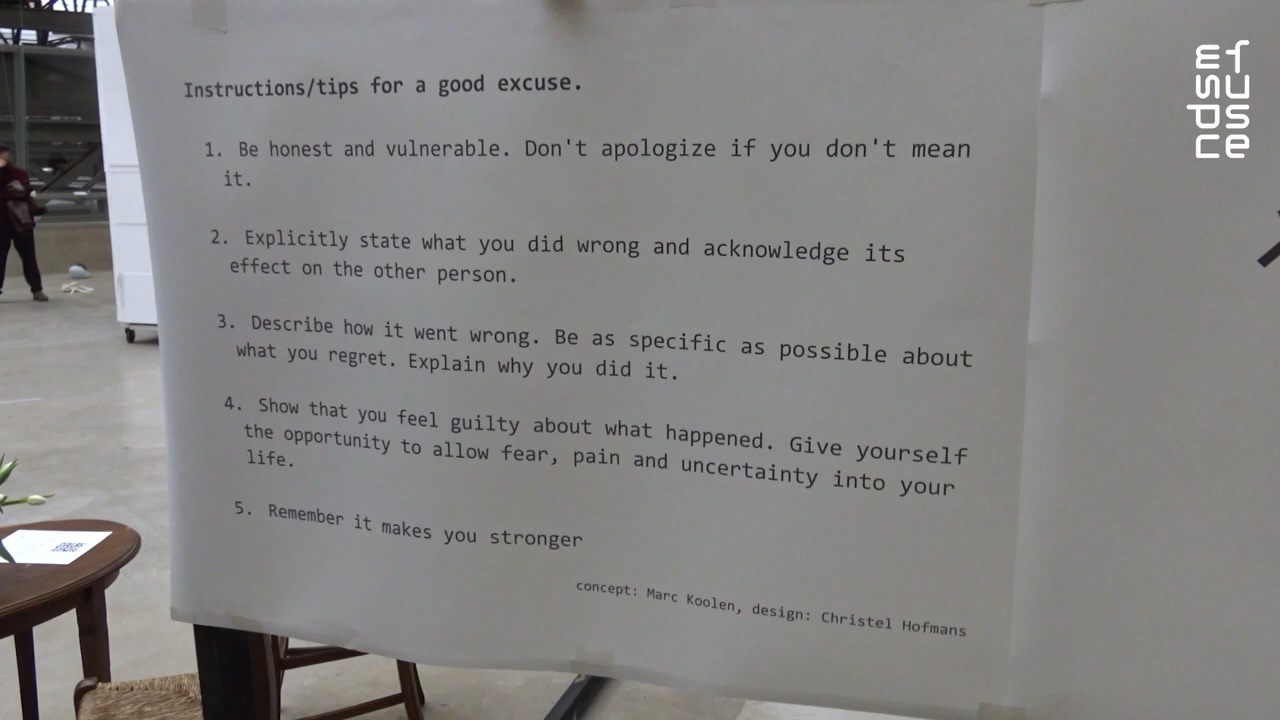 Instructions/tips for a good excuse.
1. Be honest and vulnerable. Don't apologize if you don't mean
it.
2. Explicitly state what you did wrong and acknowledge its
effect on the other person.
3. Describe how it went wrong. Be as specific as possible about
what you regret. Explain why you did it.
4. Show that you feel guilty about what happened. Give yourself
the opportunity to allow fear, pain and uncertainty into your
life.
5. Remember it makes you stronger
concept: Marc Koolen, design: Christel Hofmans